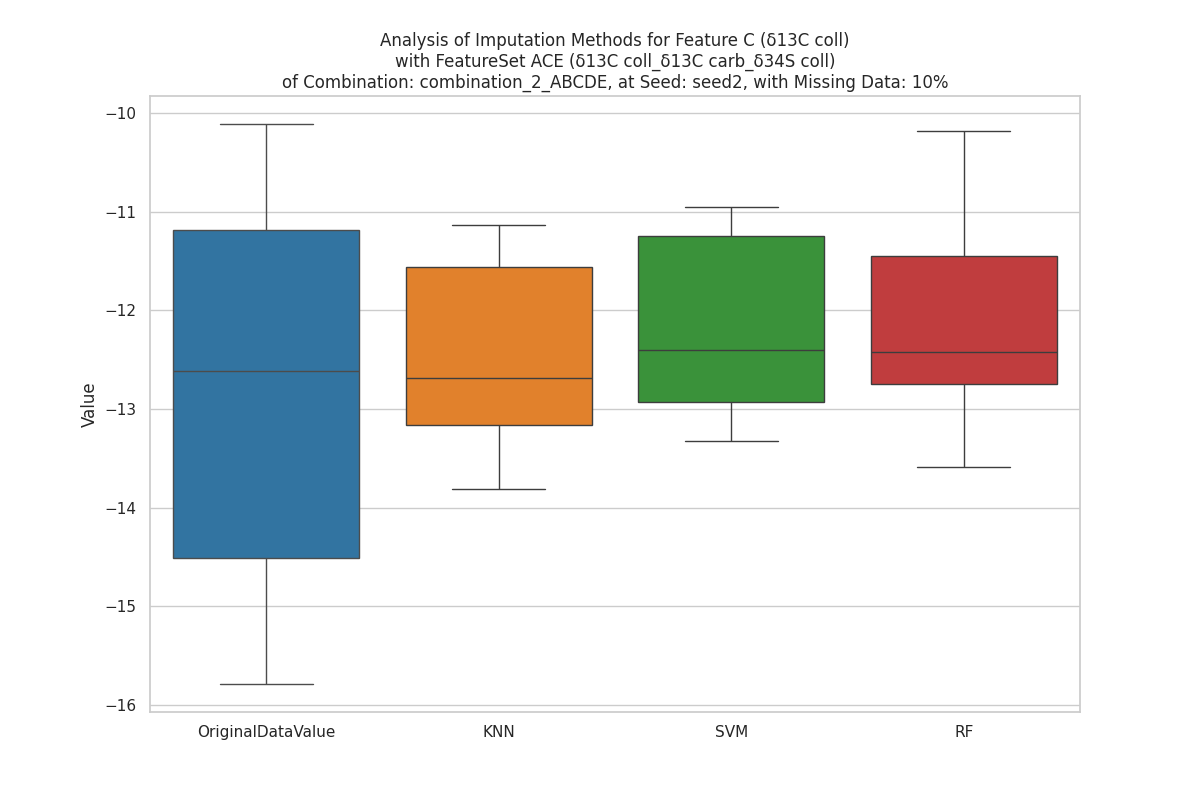 Analysis of Imputation Methods for Feature C (δ13C coll)
with FeatureSet ACE (δ13C coll_δ13C carb_δ34S coll)
of Combination: combination_2_ABCDE, at Seed: seed2, with Missing Data: 10%
−10
−11
−12
−13
−14
−15
−16
Value
OriginalDataValue
KNN
SVM
RF